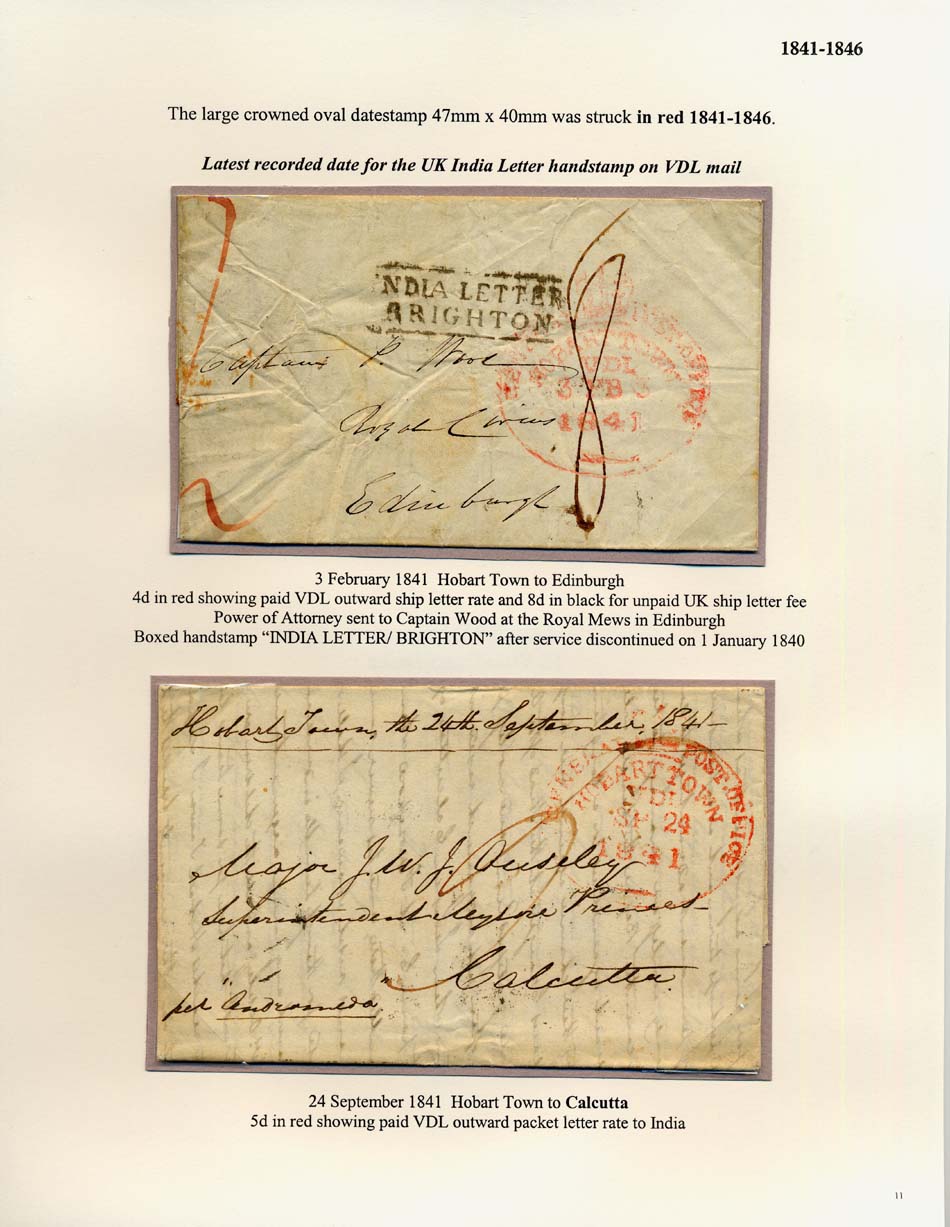 1841-1846
The large crowned oval datestamp 47mm x 40mm was struck in red 1841-1846.
Latest recorded date for the UK India Letter handstamp on VDL mail
INDIA LETTER
BRIGHTON
HOBART TOWN
VDL
3 FB 3
1841
Captain P. Wood
Royal
Edinburgh
3 February 1841 Hobart Town to Edinburgh
4d in red showing paid VDL outward ship letter rate and 8d in black for unpaid UK ship letter fee
Power of Attorney sent to Captain Wood at the Royal Mews in Edinburgh
Boxed handstamp “INDIA LETTER/ BRIGHTON” after service discontinued on 1 January 1840
Hobart Town, the 24th. September, 1841-
GENERAL POST OFFICE
HOBART TOWN
VDL
SP 24
1841
Major J. W. J. Ouseley
Superintendent Meysore Princes
Calcutta
per "Andromeda"
24 September 1841 Hobart Town to Calcutta
5d in red showing paid VDL outward packet letter rate to India
11